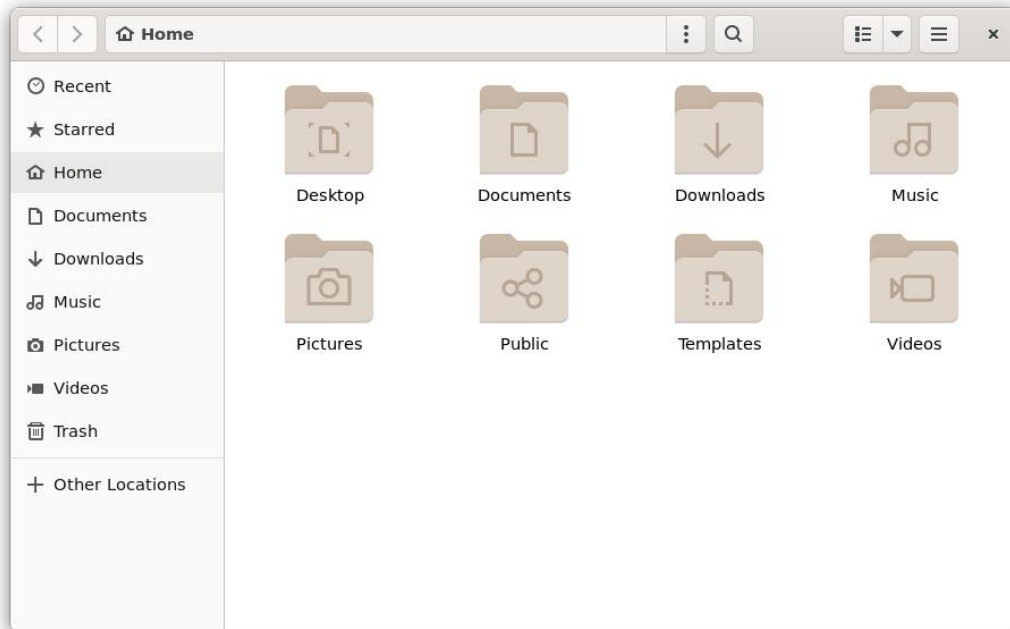 Home
Recent
Starred
Home
Documents
Downloads
Music
Pictures
Videos
Trash
Other Locations
Desktop Documents Downloads Music
Pictures Public Templates Videos